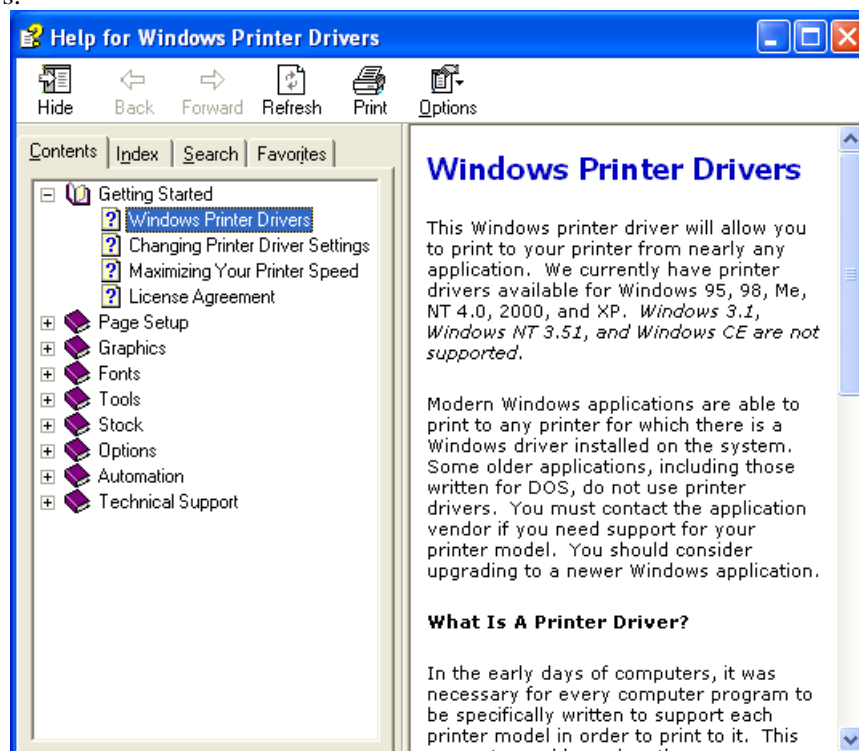 s.
Help for Windows Printer Drivers
Hide Back Forward Refresh Print Options
Contents Index Search Favorites
Getting Started
Windows Printer Drivers
Changing Printer Driver Settings
Maximizing Your Printer Speed
License Agreement
Page Setup
Graphics
Fonts
Tools
Stock
Options
Automation
Technical Support
Windows Printer Drivers
This Windows printer driver will allow you
to print to your printer from nearly any
application. We currently have printer
drivers available for Windows 95, 98, Me,
NT 4.0, 2000, and XP. Windows 3.1,
Windows NT 3.51, and Windows CE are not
supported.
Modern Windows applications are able to
print to any printer for which there is a
Windows driver installed on the system.
Some older applications, including those
written for DOS, do not use printer
drivers. You must contact the application
vendor if you need support for your
printer model. You should consider
upgrading to a newer Windows application.
What Is A Printer Driver?
In the early days of computers, it was
necessary for every computer program to
be specifically written to support each
printer model in order to print to it. This